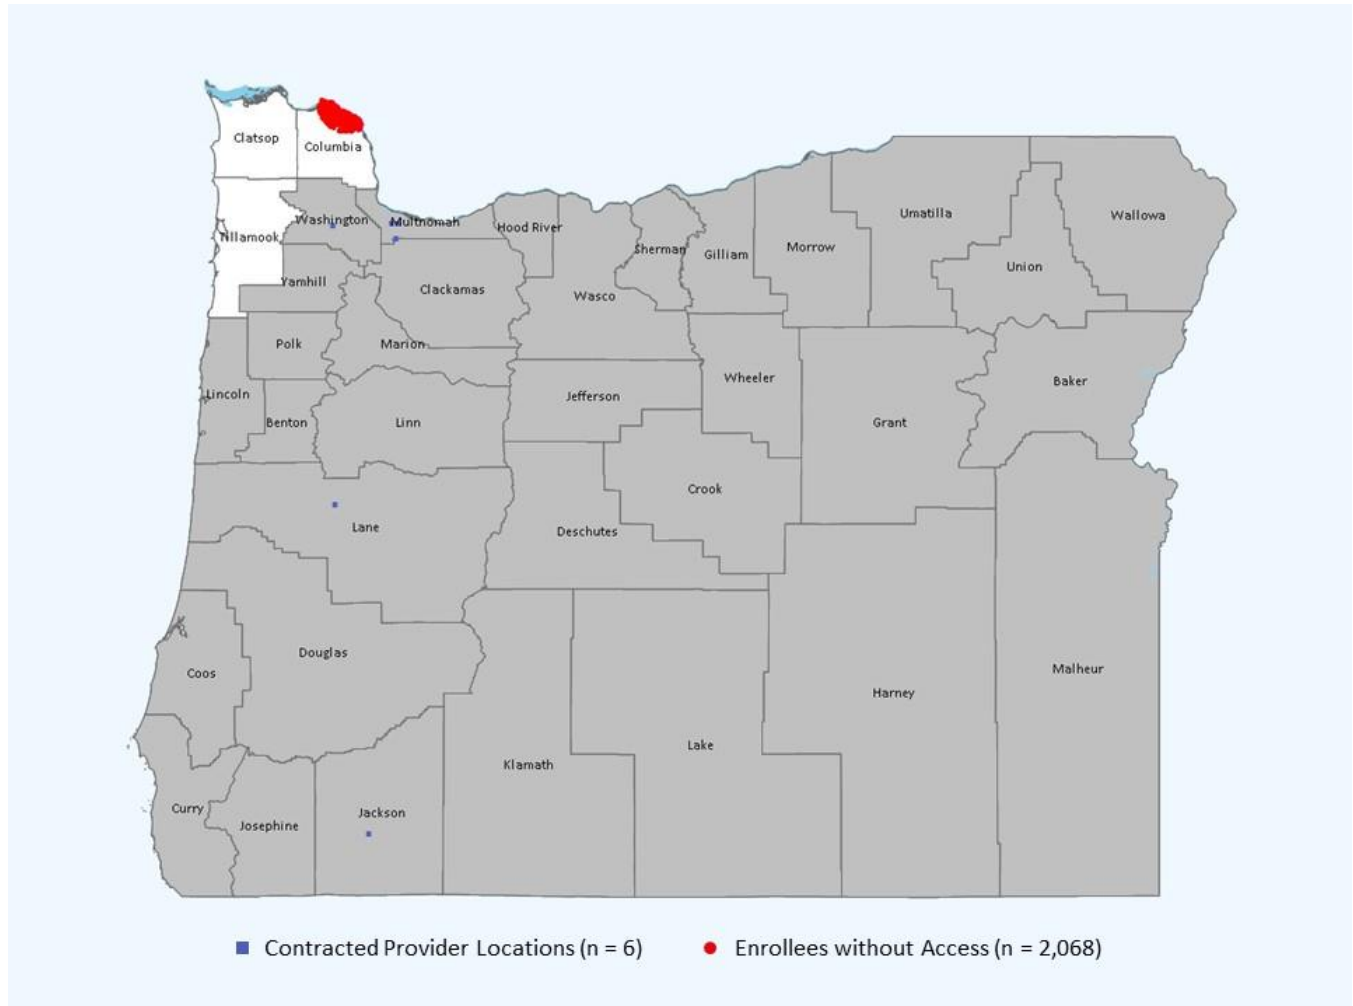 Clatsop
Columbia
Washington
Multnomah
Hood River
Tillamook
Yamhill
Clackamas
Wasco
Sherman
Gilliam
Morrow
Umatilla
Union
Wallowa
Polk
Marion
Lincoln
Benton
Linn
Jefferson
Wheeler
Grant
Baker
Lane
Deschutes
Crook
Coos
Douglas
Harney
Malheur
Curry
Josephine
Jackson
Klamath
Lake
Contracted Provider Locations (n = 6)
Enrollees without Access (n = 2,068)